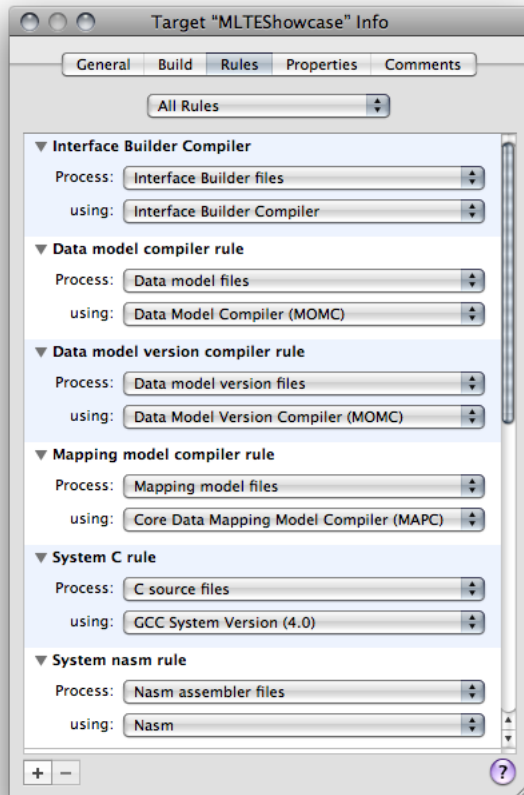 Target “MLTEShowcase” Info
General Build Rules Properties Comments
All Rules
Interface Builder Compiler
Process: Interface Builder files
using: Interface Builder Compiler
Data model compiler rule
Process: Data model files
using: Data Model Compiler (MOMC)
Data model version compiler rule
Process: Data model version files
using: Data Model Version Compiler (MOMC)
Mapping model compiler rule
Process: Mapping model files
using: Core Data Mapping Model Compiler (MAPC)
System C rule
Process: C source files
using: GCC System Version (4.0)
System nasm rule
Process: Nasm assembler files
using: Nasm
+ − ?